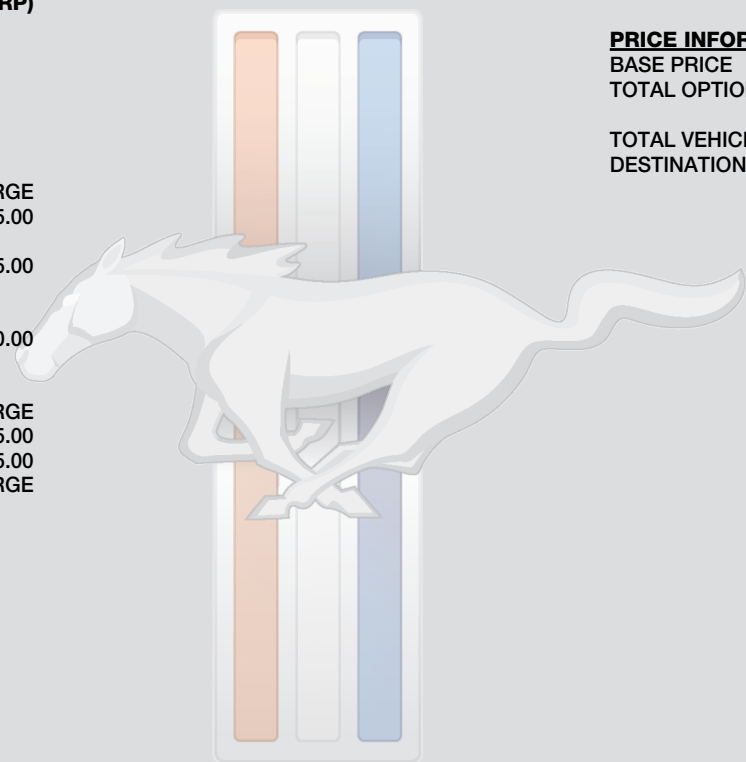 RP)
PRICE INFOR
BASE PRICE
TOTAL OPTIO
TOTAL VEHICL
DESTINATION
RGE
5.00
5.00
0.00
RGE
5.00
5.00
RGE